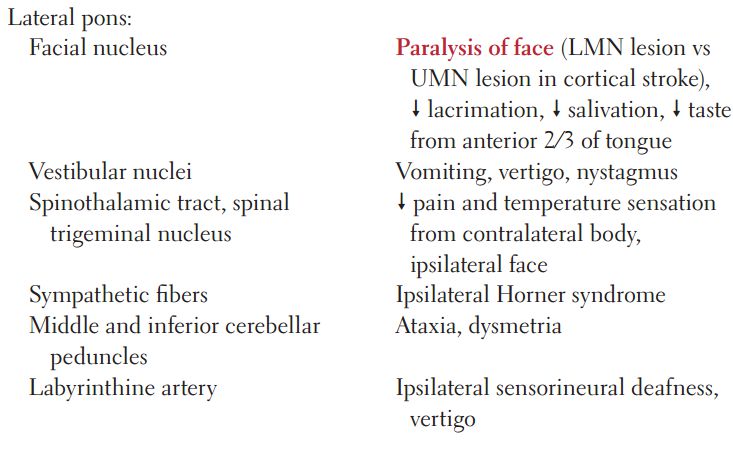 Lateral pons:
Facial nucleus
Paralysis of face (LMN lesion vs
UMN lesion in cortical stroke),
↓ lacrimation, ↓ salivation, ↓ taste
from anterior 2/3 of tongue
Vestibular nuclei
Vomiting, vertigo, nystagmus
Spinothalamic tract, spinal
trigeminal nucleus
↓ pain and temperature sensation
from contralateral body,
ipsilateral face
Sympathetic fibers
Ipsilateral Horner syndrome
Middle and inferior cerebellar
peduncles
Ataxia, dysmetria
Labyrinthine artery
Ipsilateral sensorineural deafness,
vertigo